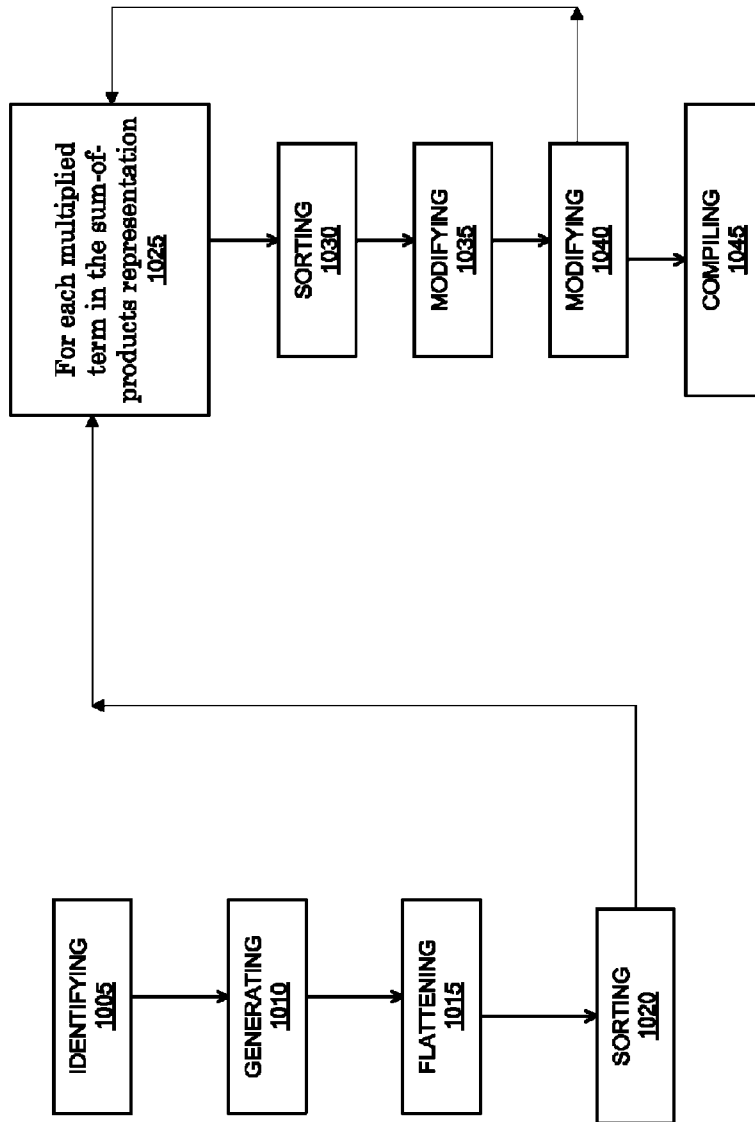 IDENTIFYING
1005
GENERATING
1010
FLATTENING
1015
SORTING
1020
For each multiplied
term in the sum-of-
products representation
1025
SORTING
1030
MODIFYING
1035
MODIFYING
1040
COMPILING
1045